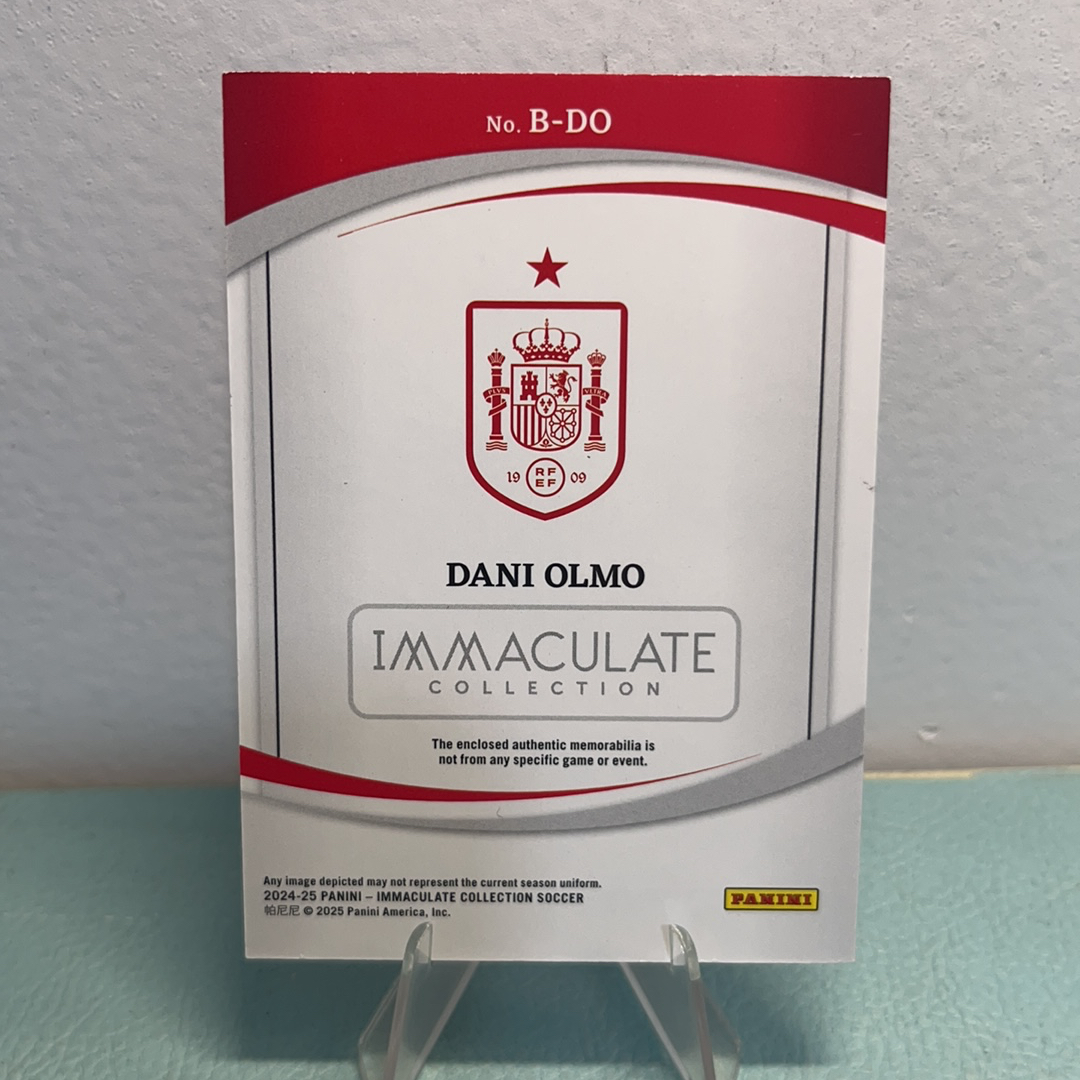 No. B-DO
PLVS VLTRA
19 RF 09
EF
DANI OLMO
IMMACULATE
COLLECTION
The enclosed authentic memorabilia is
not from any specific game or event.
Any image depicted may not represent the current season uniform.
2024-25 PANINI – IMMACULATE COLLECTION SOCCER
帕尼尼 © 2025 Panini America, Inc.
PANINI